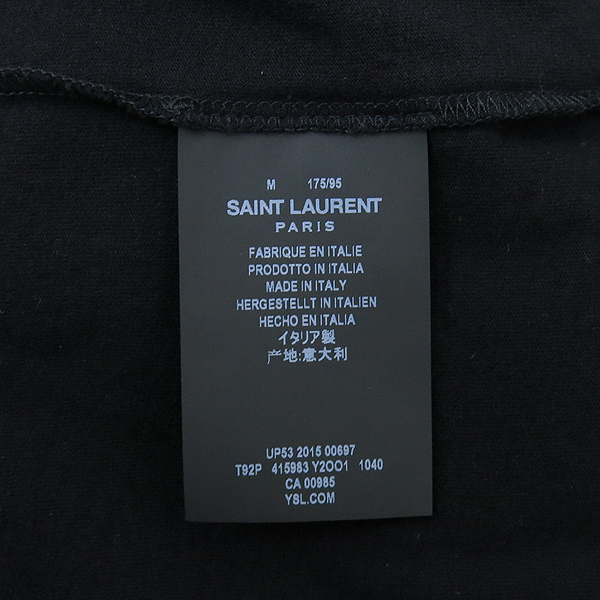 M 175/95
SAINT LAURENT
PARIS
FABRIQUE EN ITALIE
PRODOTTO IN ITALIA
MADE IN ITALY
HERGESTELLT IN ITALIEN
HECHO EN ITALIA
イタリア製
产地:意大利
UP53 2015 00697
T92P 415983 Y2OO1 1040
CA 00985
YSL.COM